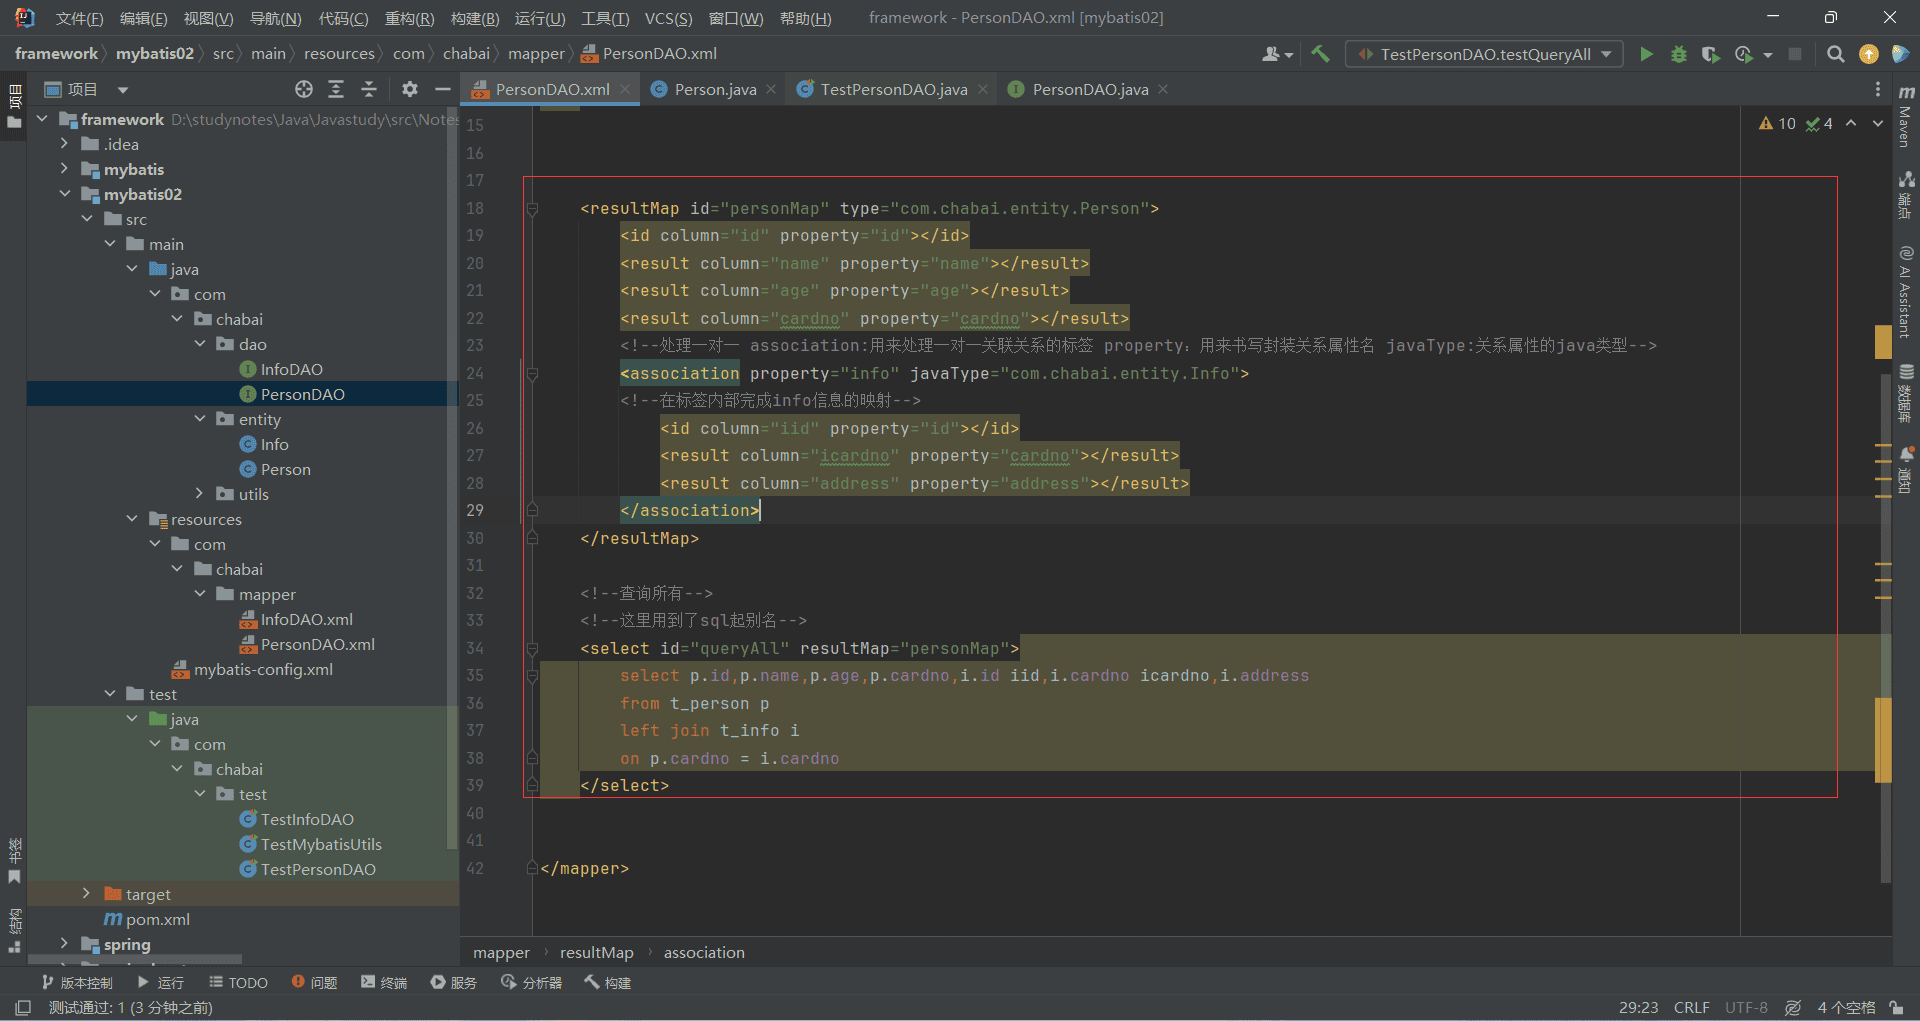 文件(F) 编辑(E) 视图(V) 导航(N) 代码(C) 重构(R) 构建(B) 运行(U) 工具(T) VCS(S) 窗口(W) 帮助(H) framework - PersonDAO.xml [mybatis02]
framework mybatis02 src main resources com chabai mapper PersonDAO.xml TestPersonDAO.testQueryAll
项目
项目
PersonDAO.xml Person.java TestPersonDAO.java PersonDAO.java
framework D:\studynotes\Java\Javastudy\src\Notes
.idea
mybatis
mybatis02
src
main
java
com
chabai
dao
InfoDAO
PersonDAO
entity
Info
Person
utils
resources
com
chabai
mapper
InfoDAO.xml
PersonDAO.xml
mybatis-config.xml
test
java
com
chabai
test
TestInfoDAO
TestMybatisUtils
TestPersonDAO
target
pom.xml
spring
书签
结构
10 4
15
16
17
18 <resultMap id="personMap" type="com.chabai.entity.Person">
19 <id column="id" property="id"></id>
20 <result column="name" property="name"></result>
21 <result column="age" property="age"></result>
22 <result column="cardno" property="cardno"></result>
23 <!--处理一对一 association:用来处理一对一关联关系的标签 property：用来书写封装关系属性名 javaType:关系属性的java类型-->
24 <association property="info" javaType="com.chabai.entity.Info">
25 <!--在标签内部完成info信息的映射-->
26 <id column="iid" property="id"></id>
27 <result column="icardno" property="cardno"></result>
28 <result column="address" property="address"></result>
29 </association>
30 </resultMap>
31
32 <!--查询所有-->
33 <!--这里用到了sql起别名-->
34 <select id="queryAll" resultMap="personMap">
35 select p.id,p.name,p.age,p.cardno,i.id iid,i.cardno icardno,i.address
36 from t_person p
37 left join t_info i
38 on p.cardno = i.cardno
39 </select>
40
41
42 </mapper>
mapper resultMap association
Maven
端点
AI Assistant
数据库
通知
版本控制 运行 TODO 问题 终端 服务 分析器 构建
测试通过: 1 (3 分钟之前) 29:23 CRLF UTF-8 4 个空格